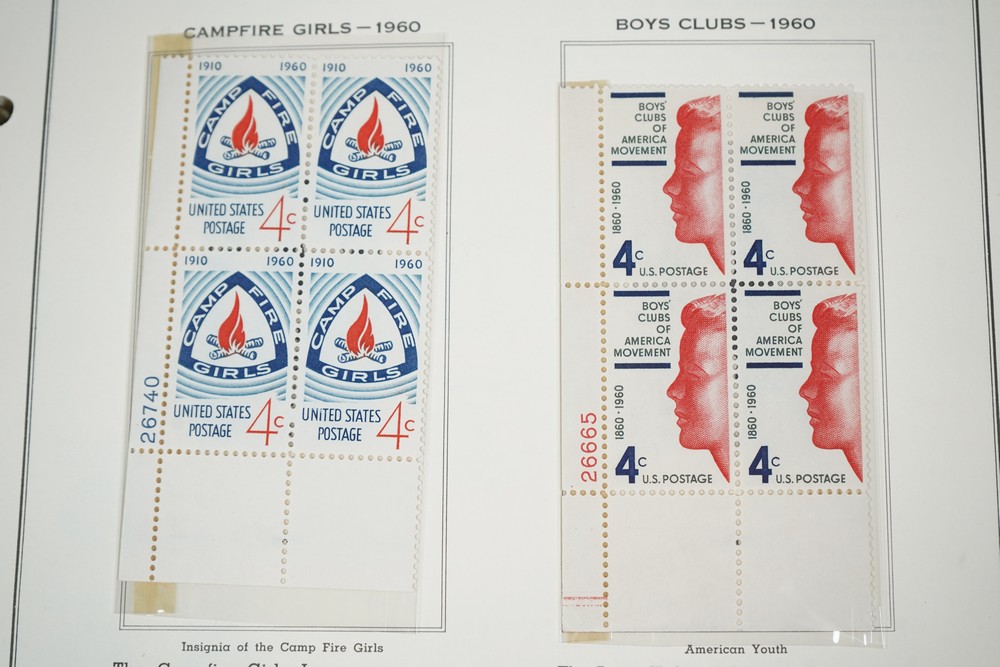 CAMPFIRE GIRLS — 1960
1910 1960
CAMP FIRE
GIRLS
UNITED STATES
POSTAGE
4c
1910 1960
CAMP FIRE
GIRLS
UNITED STATES
POSTAGE
4c
1910 1960
CAMP FIRE
GIRLS
UNITED STATES
POSTAGE
4c
1910 1960
CAMP FIRE
GIRLS
UNITED STATES
POSTAGE
4c
26740
Insignia of the Camp Fire Girls
BOYS CLUBS — 1960
BOYS'
CLUBS
OF
AMERICA
MOVEMENT
1860·1960
4c
U.S. POSTAGE
BOYS'
CLUBS
OF
AMERICA
MOVEMENT
1860·1960
4c
U.S. POSTAGE
BOYS'
CLUBS
OF
AMERICA
MOVEMENT
1860·1960
4c
U.S. POSTAGE
BOYS'
CLUBS
OF
AMERICA
MOVEMENT
1860·1960
4c
U.S. POSTAGE
26665
American Youth